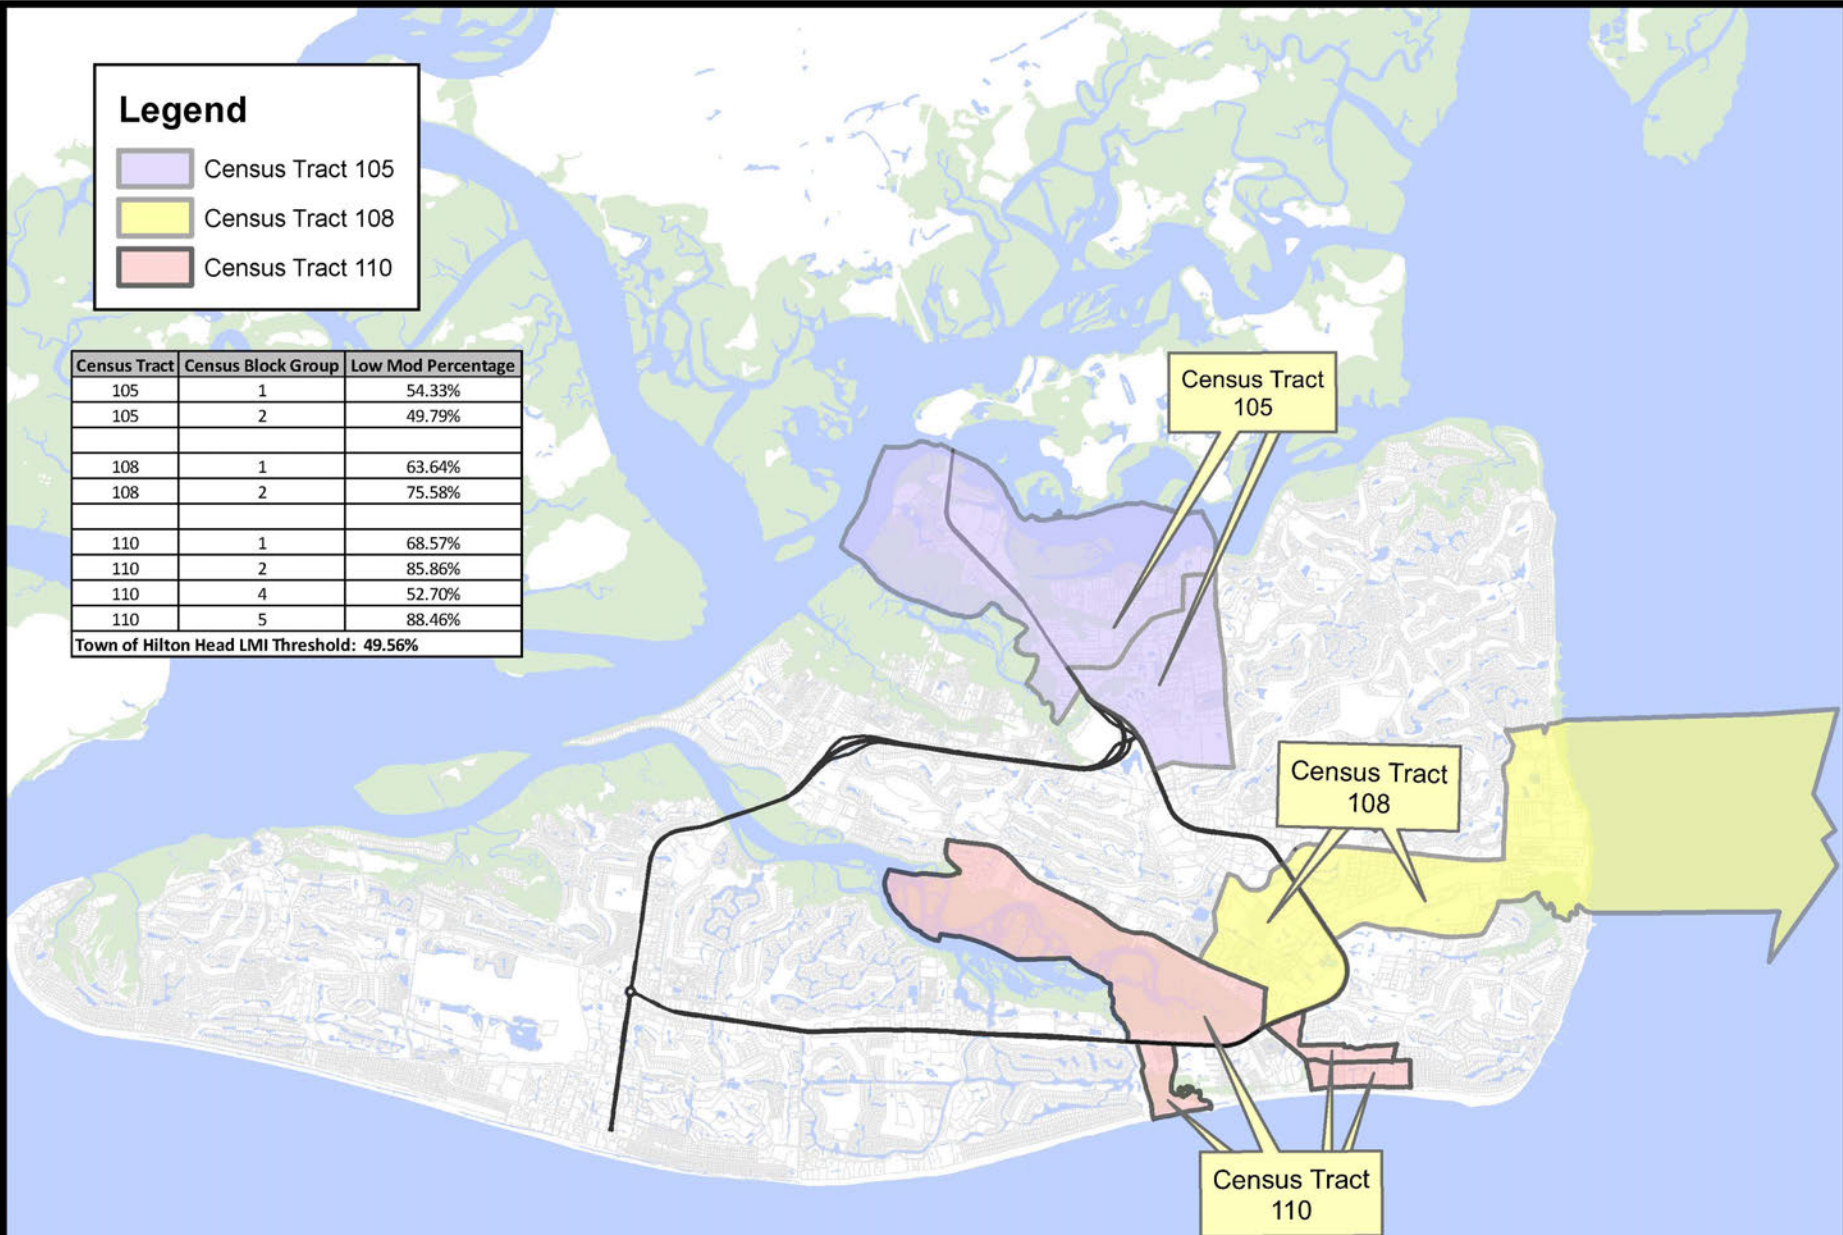 Legend
Census Tract 105
Census Tract 108
Census Tract 110
Census Tract Census Block Group Low Mod Percentage
105 1 54.33%
105 2 49.79%
108 1 63.64%
108 2 75.58%
110 1 68.57%
110 2 85.86%
110 4 52.70%
110 5 88.46%
Town of Hilton Head LMI Threshold: 49.56%
Census Tract
105
Census Tract
108
Census Tract
110